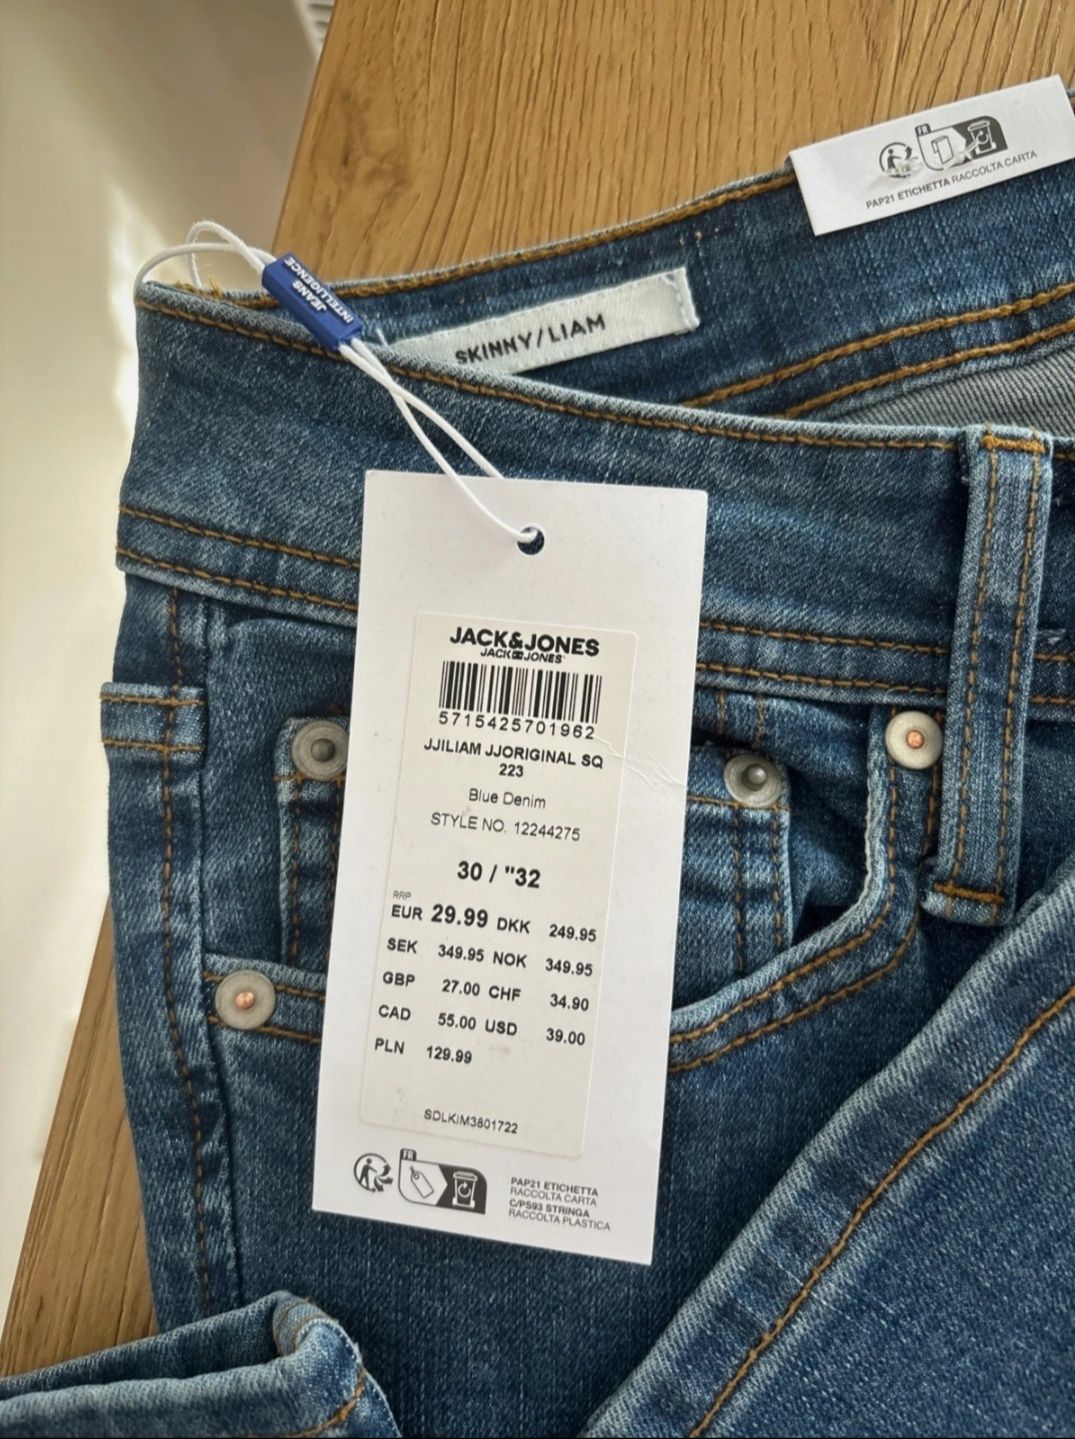 FR
PAP21 ETICHETTA RACCOLTA CARTA
JEANS
INTELLIGENCE
SKINNY/LIAM
JACK&JONES
JACK JONES
5715425701962
JJILIAM JJORIGINAL SQ
223
Blue Denim
STYLE NO. 12244275
30 / "32
RRP
EUR 29.99 DKK 249.95
SEK 349.95 NOK 349.95
GBP 27.00 CHF 34.90
CAD 55.00 USD 39.00
PLN 129.99
SDLKIM3801722
FR
PAP21 ETICHETTA
RACCOLTA CARTA
C/PS93 STRINGA
RACCOLTA PLASTICA